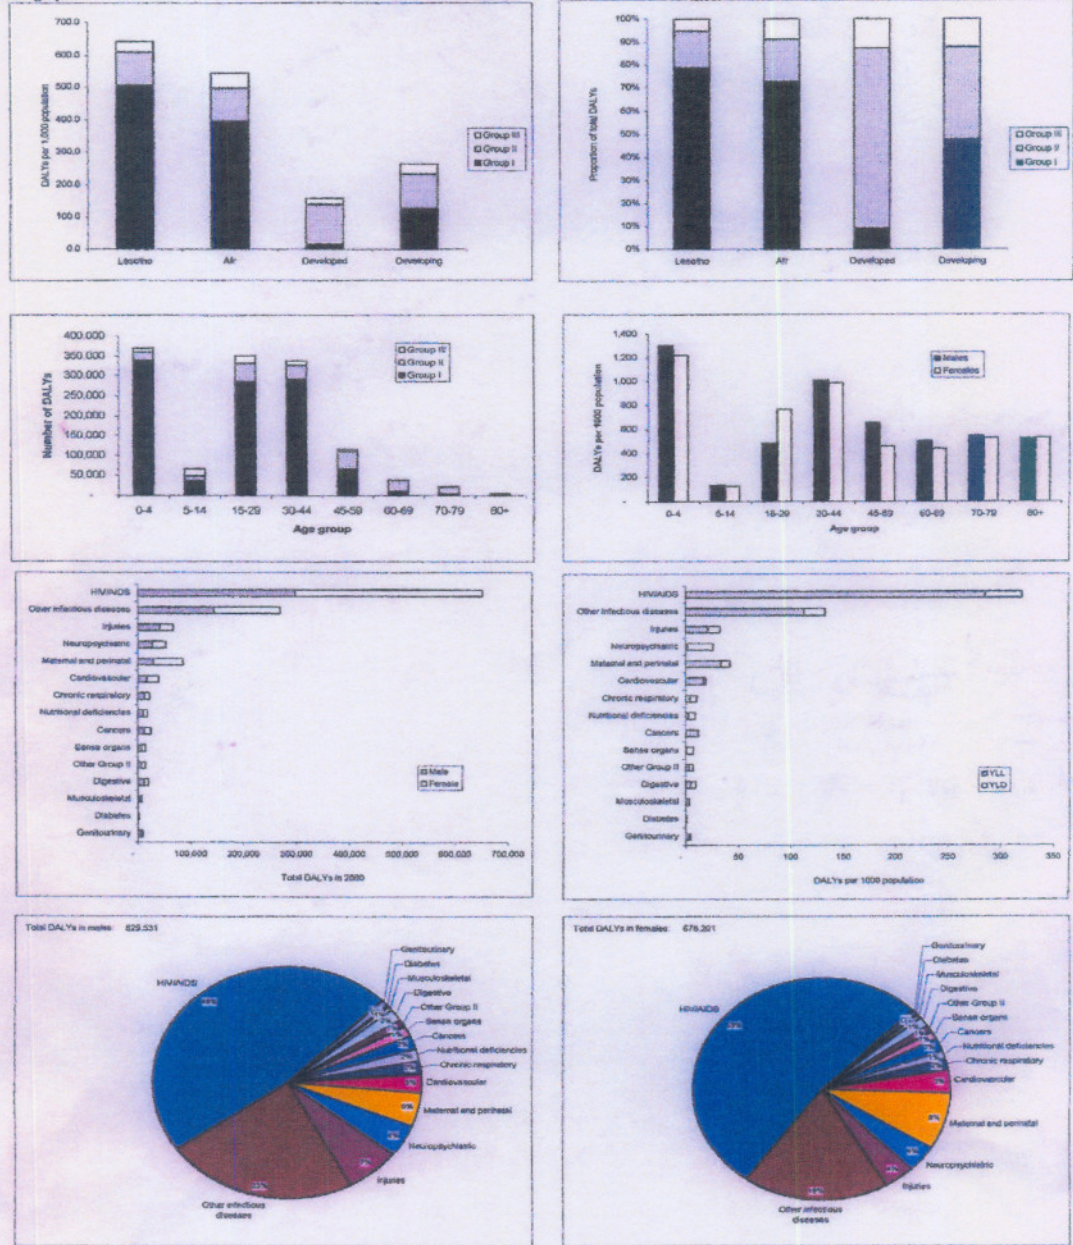 700.0
600.0
500.0
400.0
300.0
200.0
100.0
0.0
DALYs per 1,000 population
Lesotho
Afr
Developed
Developing
Group III
Group II
Group I
100%
90%
80%
70%
60%
50%
40%
30%
20%
10%
0%
Proportion of total DALYs
Lesotho
Afr
Developed
Developing
Group III
Group II
Group I
400,000
350,000
300,000
250,000
200,000
150,000
100,000
50,000
-
Number of DALYs
0-4
5-14
15-29
30-44
45-59
60-69
70-79
80+
Age group
Group III
Group II
Group I
1,400
1,200
1,000
800
600
400
200
-
DALYs per 1000 population
0-4
5-14
15-29
30-44
45-59
60-69
70-79
80+
Age group
Males
Females
HIV/AIDS
Other infectious diseases
Injuries
Neuropsychiatric
Maternal and perinatal
Cardiovascular
Chronic respiratory
Nutritional deficiencies
Cancers
Sense organs
Other Group II
Digestive
Musculoskeletal
Diabetes
Genitourinary
Male
Female
100,000
200,000
300,000
400,000
500,000
600,000
700,000
Total DALYs in 2000
HIV/AIDS
Other infectious diseases
Injuries
Neuropsychiatric
Maternal and perinatal
Cardiovascular
Chronic respiratory
Nutritional deficiencies
Cancers
Sense organs
Other Group II
Digestive
Musculoskeletal
Diabetes
Genitourinary
YLL
YLD
50
100
150
200
250
300
350
DALYs per 1000 population
Total DALYs in males:
HIV/AIDS
Genitourinary
Diabetes
Musculoskeletal
Digestive
Other Group II
Sense organs
Cancers
Nutritional deficiencies
Chronic respiratory
Cardiovascular
Maternal and perinatal
Neuropsychiatric
Injuries
Other infectious
diseases
Total DALYs in females:
HIV/AIDS
Genitourinary
Diabetes
Musculoskeletal
Digestive
Other Group II
Sense organs
Cancers
Nutritional deficiencies
Chronic respiratory
Cardiovascular
Maternal and perinatal
8%
Neuropsychiatric
Injuries
Other infectious
diseases